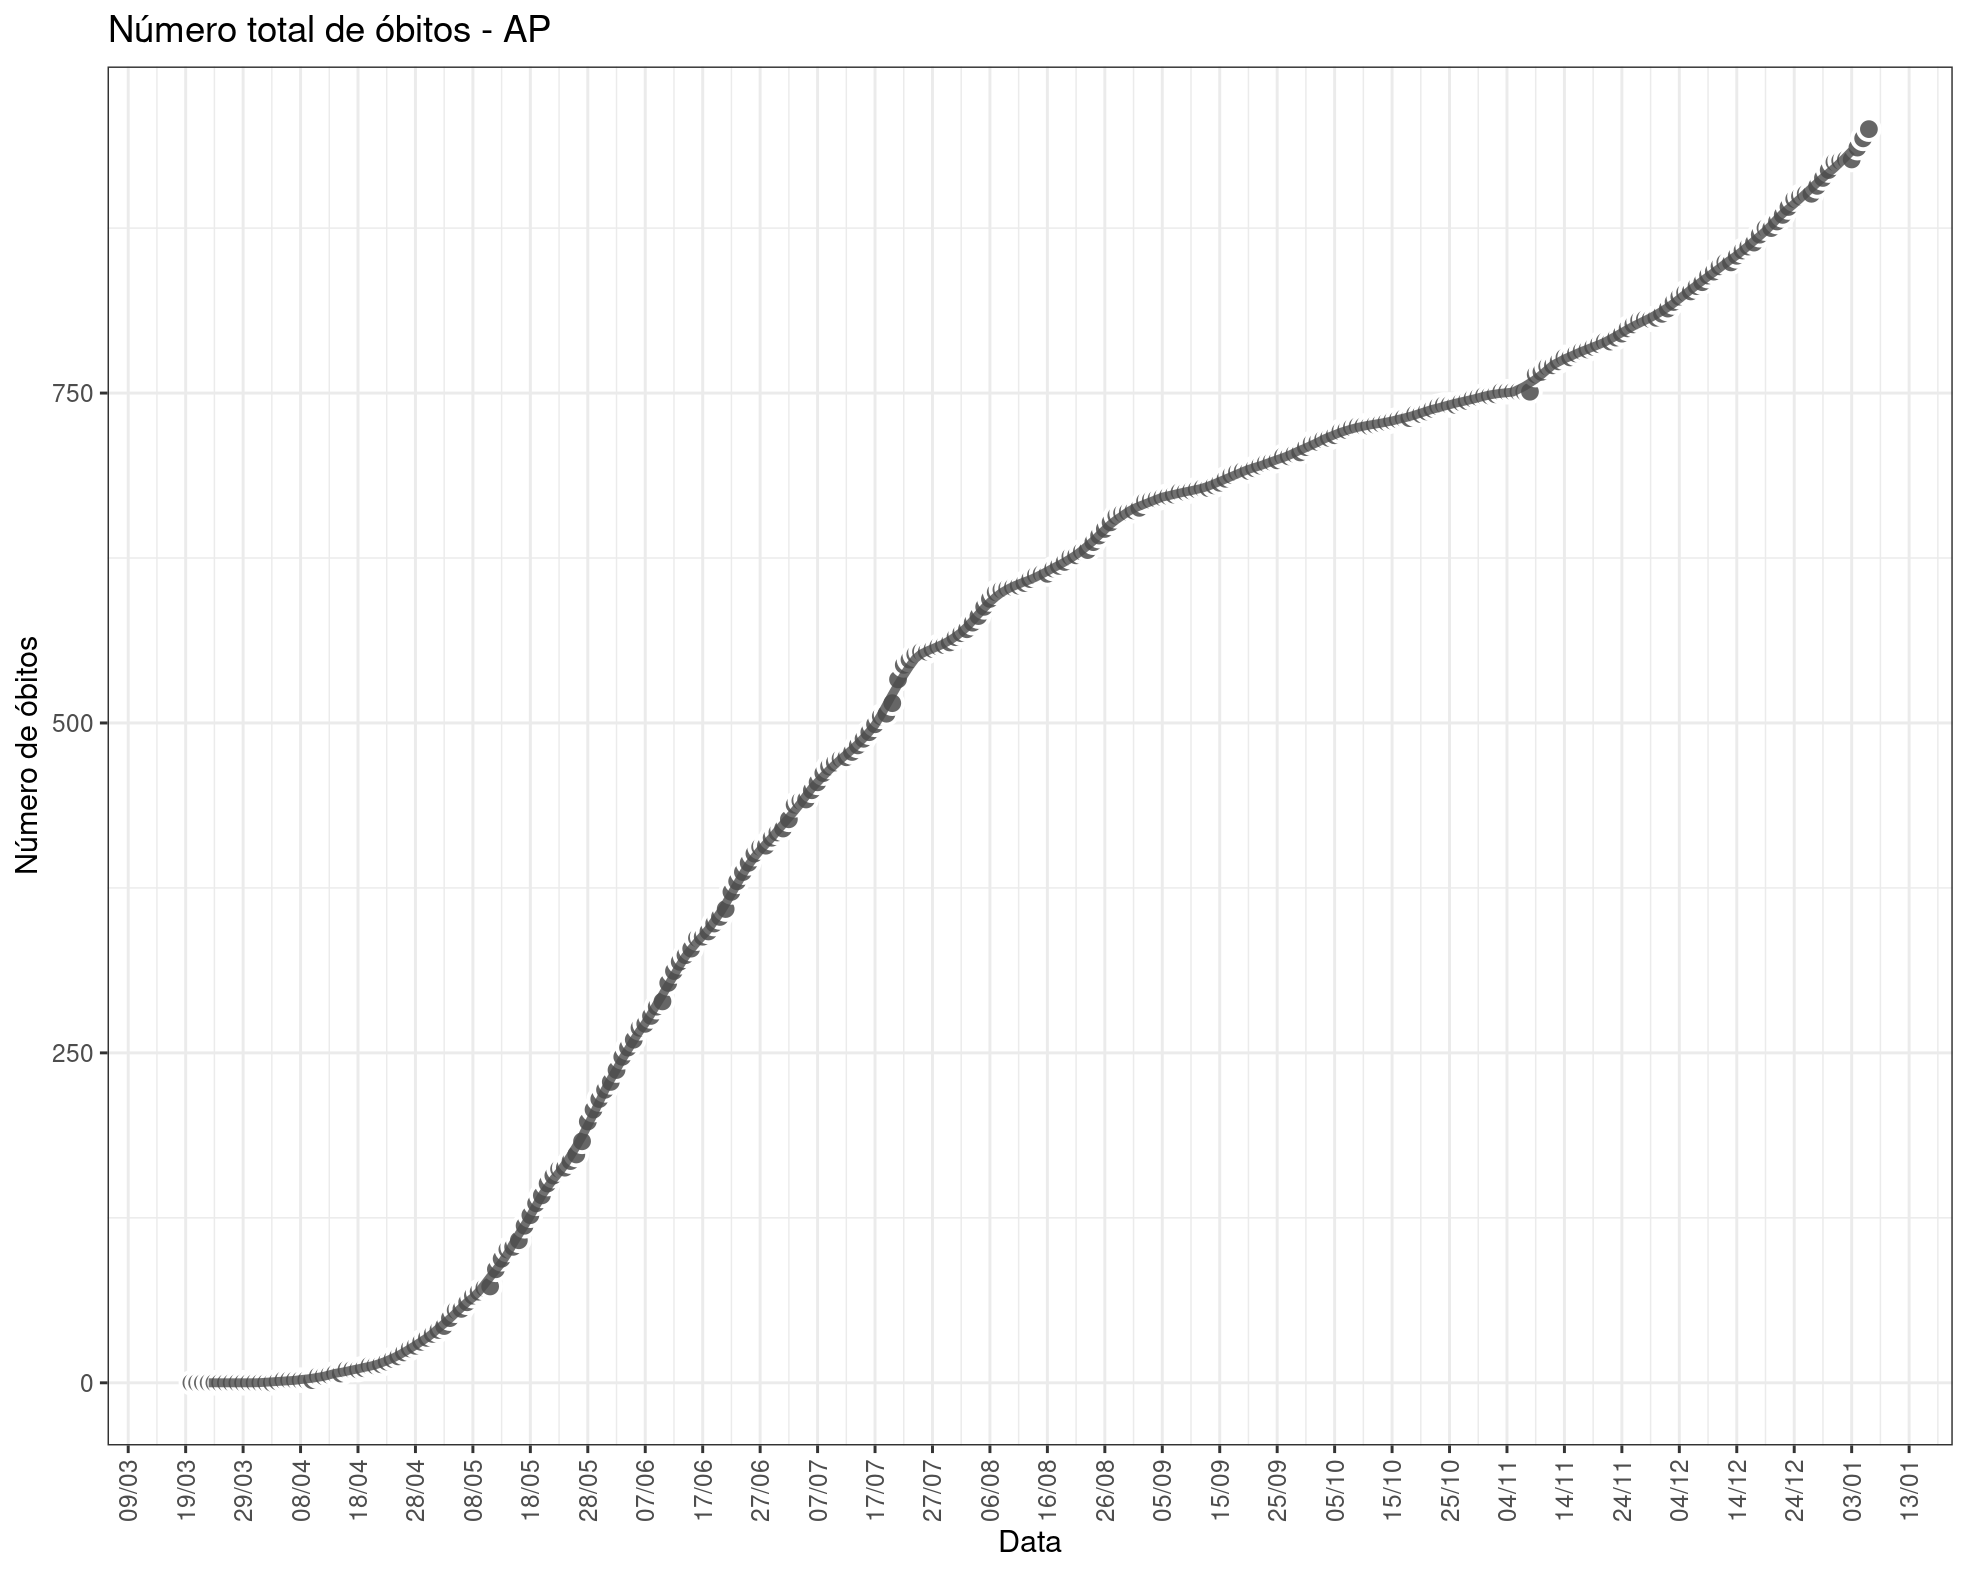 Número total de óbitos - AP
Número de óbitos
750
500
250
0
09/03 19/03 29/03 08/04 18/04 28/04 08/05 18/05 28/05 07/06 17/06 27/06 07/07 17/07 27/07 06/08 16/08 26/08 05/09 15/09 25/09 05/10 15/10 25/10 04/11 14/11 24/11 04/12 14/12 24/12 03/01 13/01
Data